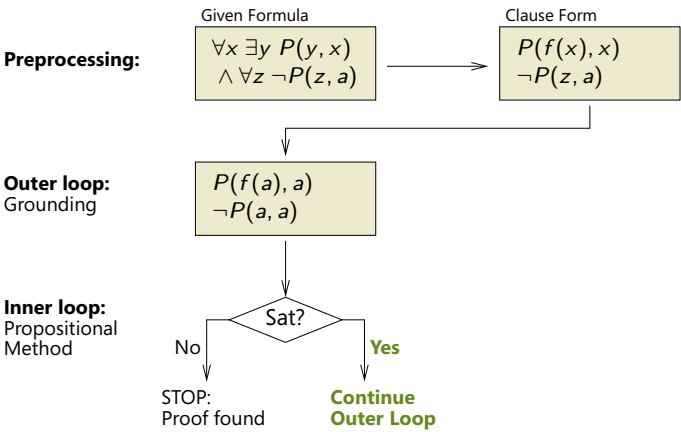 Given Formula
Clause Form
Preprocessing:
∀x ∃y P(y, x)
∧ ∀z ¬P(z, a)
P(f(x), x)
¬P(z, a)
Outer loop:
Grounding
P(f(a), a)
¬P(a, a)
Inner loop:
Propositional
Method
Sat?
No
Yes
STOP:
Proof found
Continue
Outer Loop